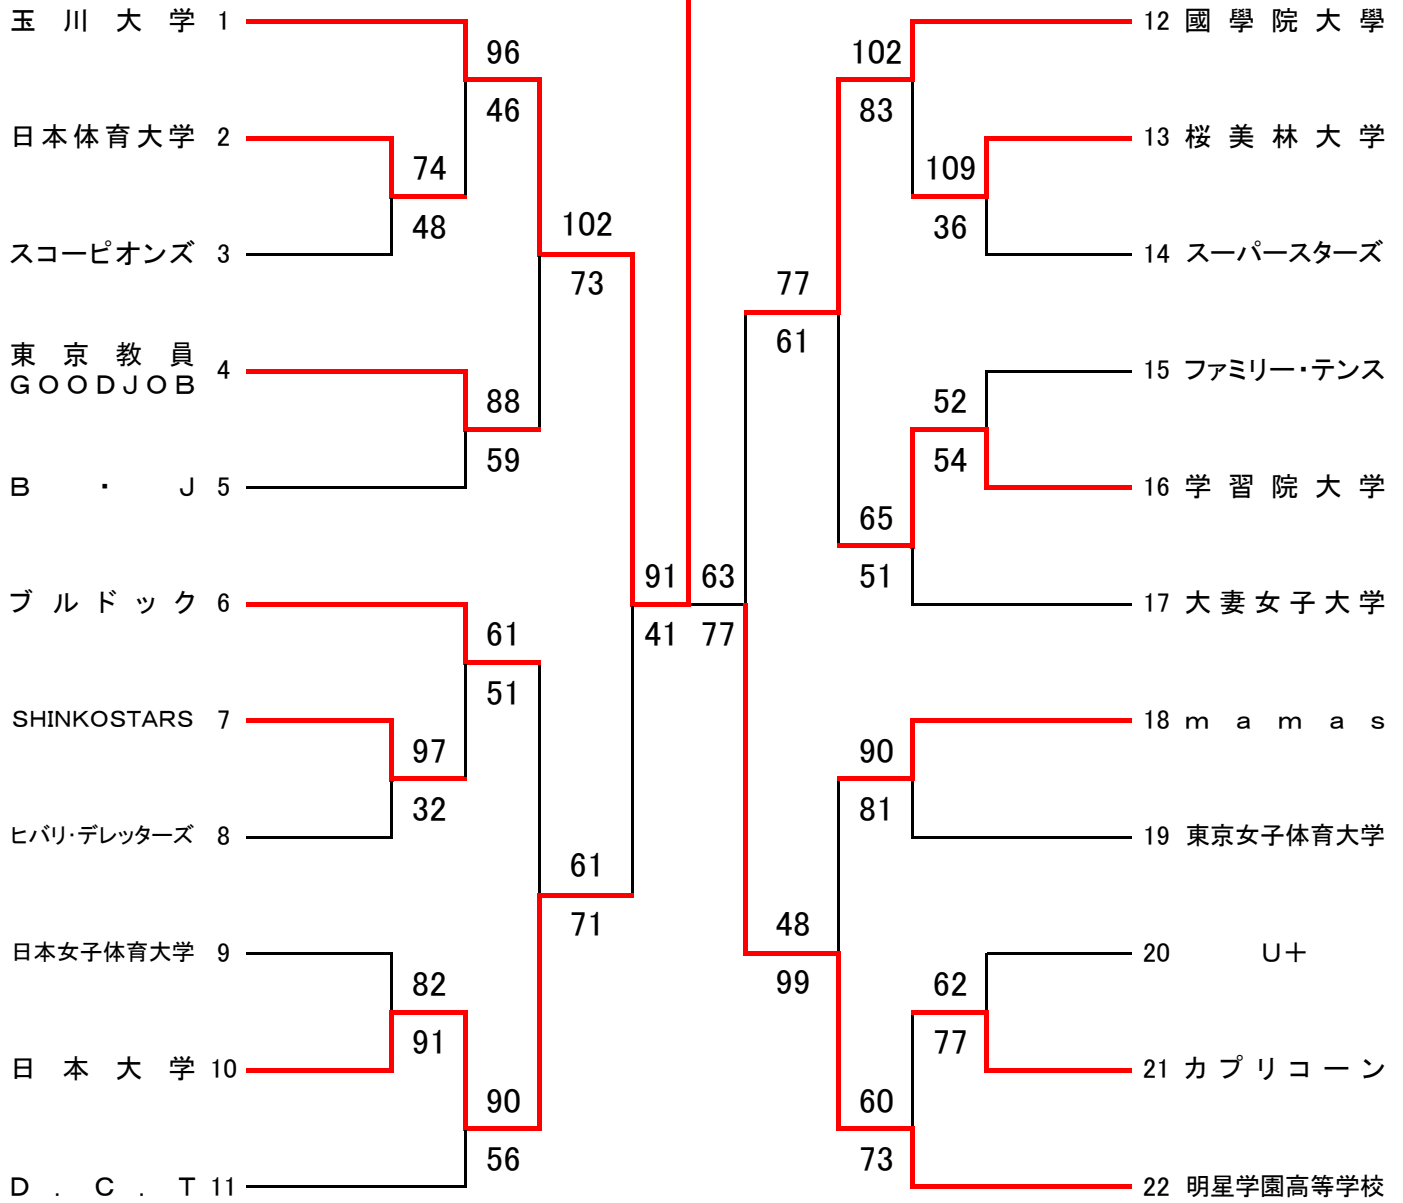 玉川大学 1
96
46
日本体育大学 2
74
48
スコーピオンズ 3
102
73
東京教員
GOODJOB 4
88
59
B・J 5
ブルドック 6
61
51
SHINKOSTARS 7
97
32
ヒバリ・デレッターズ 8
61
71
日本女子体育大学 9
82
91
日本大学 10
90
56
D.C.T 11
91 63
41 77
12 國學院大學
102
83
13 桜美林大学
109
36
14 スーパースターズ
77
61
15 ファミリー・テンス
52
54
16 学習院大学
65
51
17 大妻女子大学
18 mamas
90
81
19 東京女子体育大学
48
99
20 U+
62
77
21 カプリコーン
60
73
22 明星学園高等学校